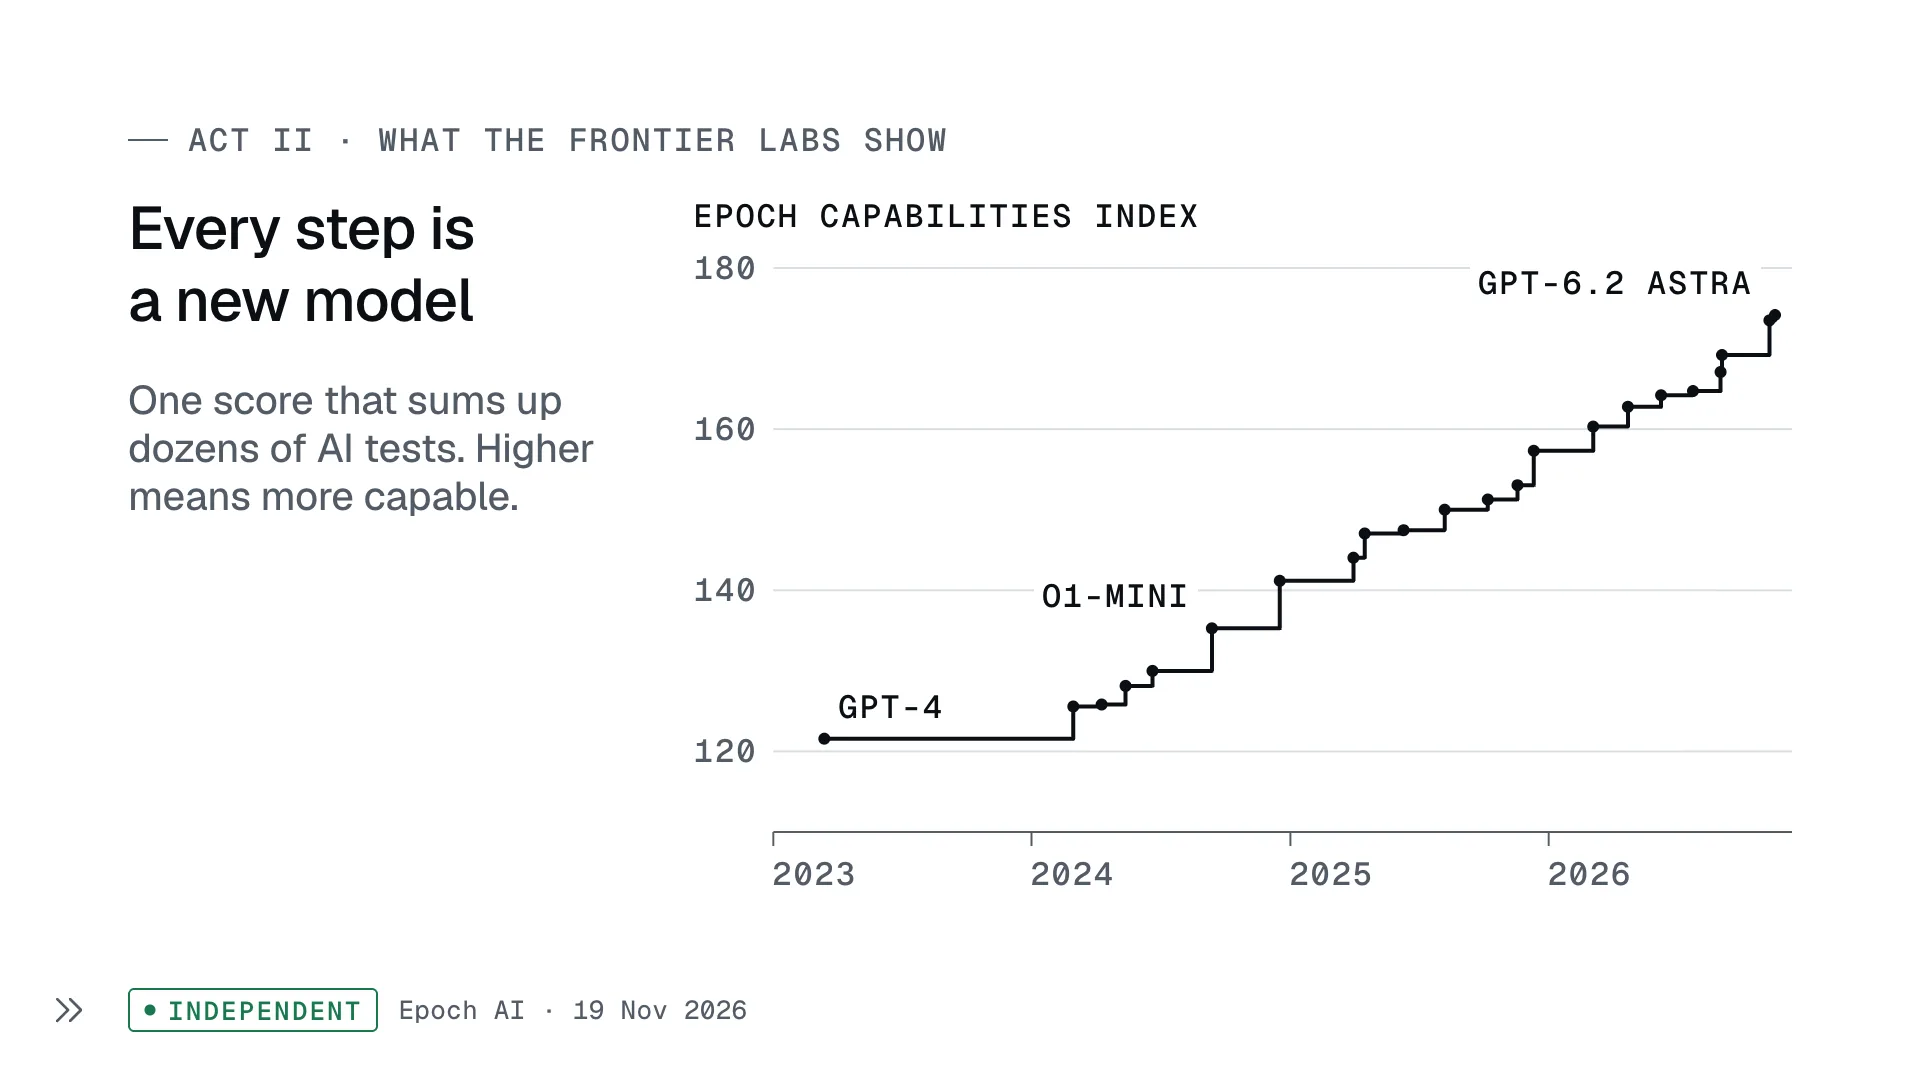 ACT II · WHAT THE FRONTIER LABS SHOW
Every step is
a new model
One score that sums up
dozens of AI tests. Higher
means more capable.
EPOCH CAPABILITIES INDEX
180
GPT-6.2 ASTRA
160
140
O1-MINI
GPT-4
120
2023 2024 2025 2026
INDEPENDENT Epoch AI · 19 Nov 2026